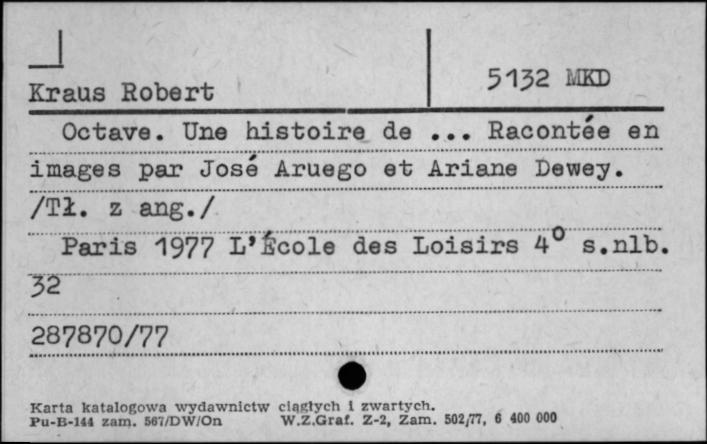 5132 MKD
Kraus Robert
Octave. Une histoire de ... Racontée en
images par José Aruego et Ariane Dewey.
/Tł. z ang./
Paris 1977 L'École des Loisirs 4° s.nlb.
32
287870/77
Karta katalogowa wydawnictw ciągłych i zwartych.
Pu-B-144 zam. 567/DW/On W.Z.Graf. Z-2, Zam. 502/77, 6 400 000